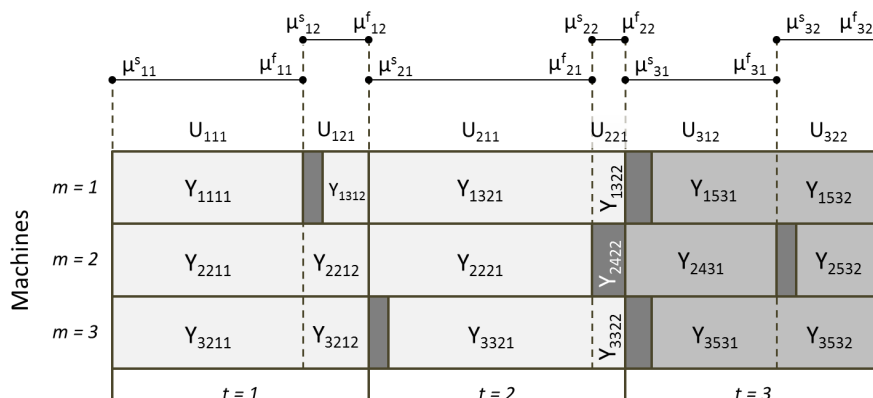 μˢ₁₂ μᶠ₁₂ μˢ₂₂ μᶠ₂₂ μˢ₃₂ μᶠ₃₂
μˢ₁₁ μᶠ₁₁ μˢ₂₁ μᶠ₂₁ μˢ₃₁ μᶠ₃₁
U₁₁₁ U₁₂₁ U₂₁₁ U₂₂₁ U₃₁₂ U₃₂₂
Machines
m = 1 Y₁₁₁₁ Y₁₃₁₂ Y₁₃₂₁ Y₁₃₂₂ Y₁₅₃₁ Y₁₅₃₂
m = 2 Y₂₂₁₁ Y₂₂₁₂ Y₂₂₂₁ Y₂₄₂₂ Y₂₄₃₁ Y₂₅₃₂
m = 3 Y₃₂₁₁ Y₃₂₁₂ Y₃₃₂₁ Y₃₃₂₂ Y₃₅₃₁ Y₃₅₃₂
t = 1 t = 2 t = 3